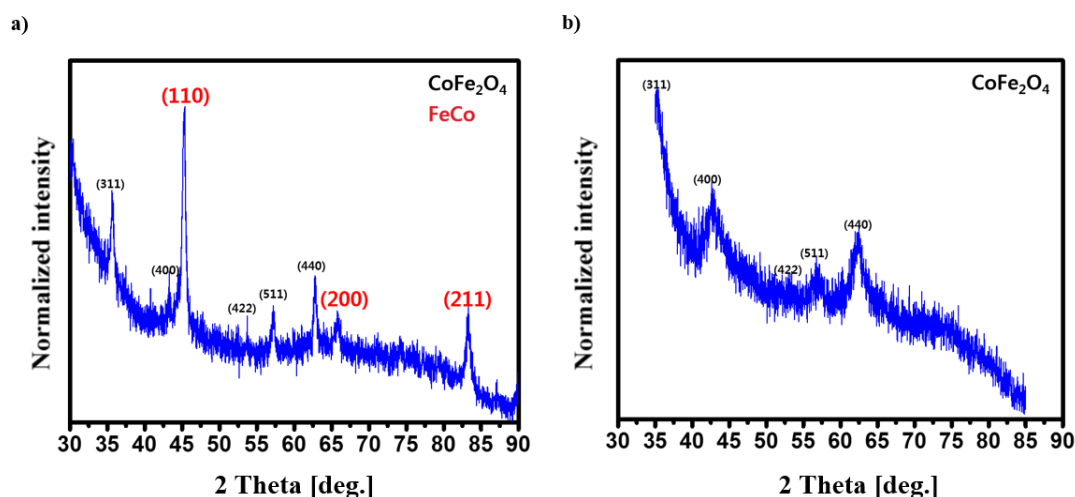 a)
CoFe₂O₄
FeCo
(110)
(311)
(400)
(422)
(511)
(440)
(200)
(211)
Normalized intensity
30 35 40 45 50 55 60 65 70 75 80 85 90
2 Theta [deg.]
b)
CoFe₂O₄
(311)
(400)
(422)
(511)
(440)
Normalized intensity
30 35 40 45 50 55 60 65 70 75 80 85 90
2 Theta [deg.]